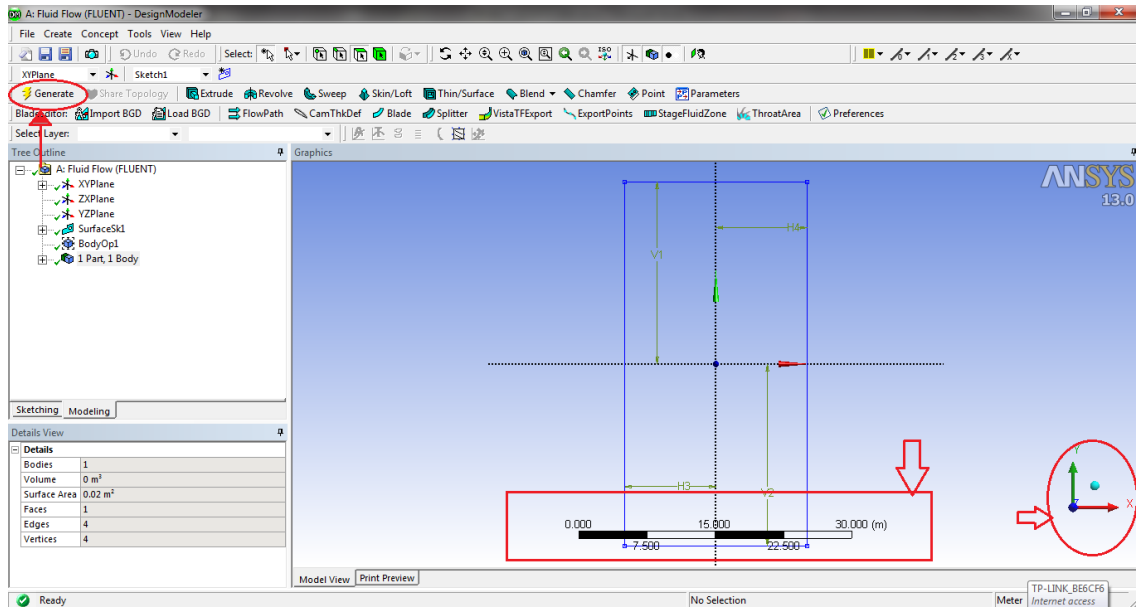 A: Fluid Flow (FLUENT) - DesignModeler
File Create Concept Tools View Help
Undo Redo Select: ISO
XYPlane Sketch1
Generate Share Topology Extrude Revolve Sweep Skin/Loft Thin/Surface Blend Chamfer Point Parameters
BladeEditor: Import BGD Load BGD FlowPath CamThkDef Blade Splitter VistaTFExport ExportPoints StageFluidZone ThroatArea Preferences
Select Layer:
Tree Outline
A: Fluid Flow (FLUENT)
XYPlane
ZXPlane
YZPlane
SurfaceSk1
BodyOp1
1 Part, 1 Body
Sketching Modeling
Details View
Details
Bodies 1
Volume 0 m³
Surface Area 0.02 m²
Faces 1
Edges 4
Vertices 4
Graphics
ANSYS
13.0
H4
V1
H3
V2
0.000 15.000 30.000 (m)
7.500 22.500
Y
Z X
Model View Print Preview
Ready No Selection Meter
TP-LINK_BE6CF6
Internet access